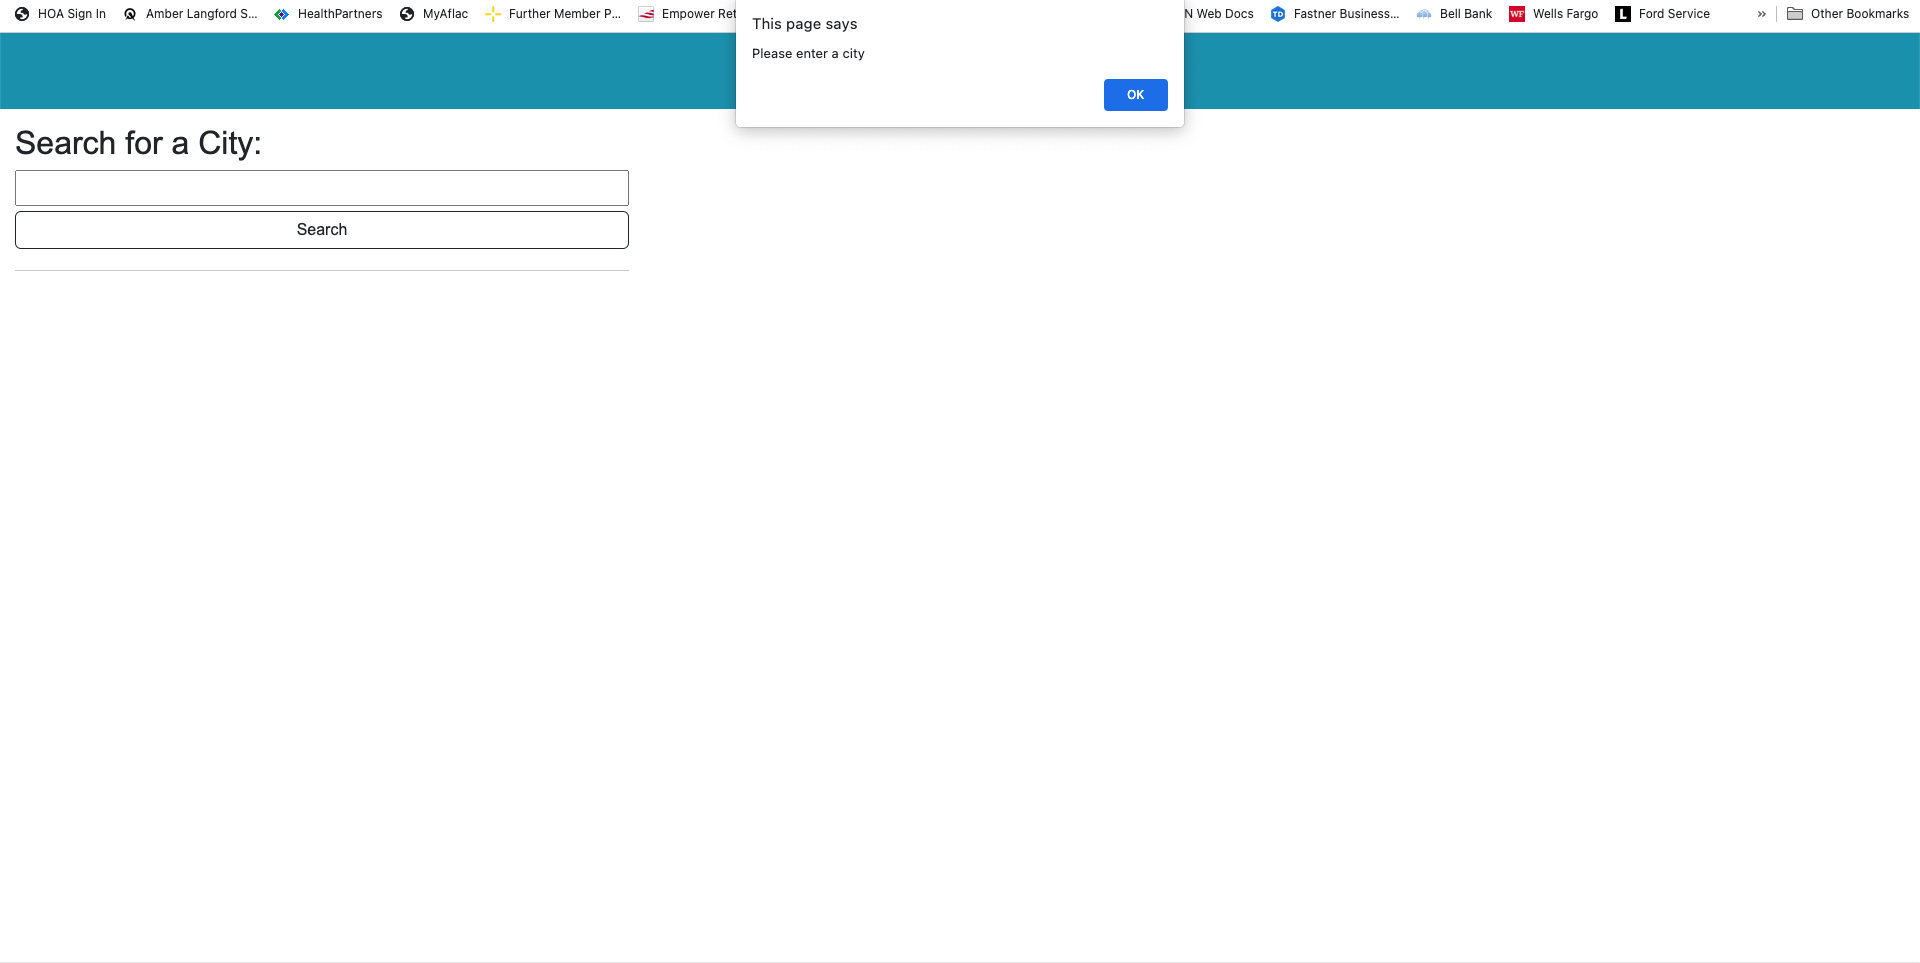 HOA Sign In Amber Langford S... HealthPartners MyAflac Further Member P... Empower Ret N Web Docs TD Fastner Business... Bell Bank WF Wells Fargo L Ford Service » Other Bookmarks
This page says
Please enter a city
OK
Search for a City:
Search